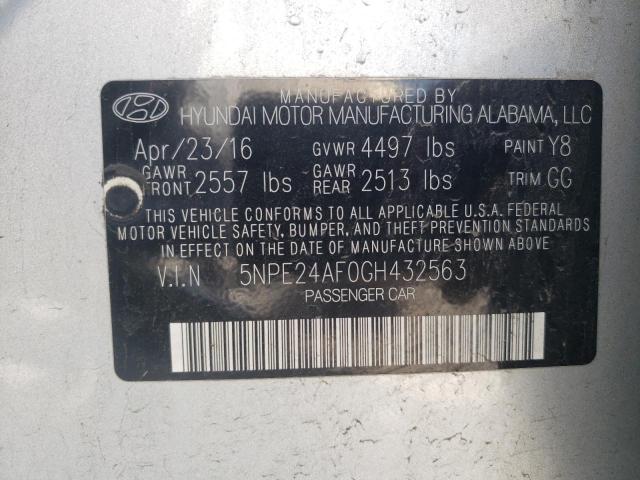 MANUFACTURED BY
HYUNDAI MOTOR MANUFACTURING ALABAMA, LLC
Apr/23/16 GVWR 4497 lbs PAINT Y8
GAWR FRONT 2557 lbs GAWR REAR 2513 lbs TRIM GG
THIS VEHICLE CONFORMS TO ALL APPLICABLE U.S.A. FEDERAL
MOTOR VEHICLE SAFETY, BUMPER, AND THEFT PREVENTION STANDARDS
IN EFFECT ON THE DATE OF MANUFACTURE SHOWN ABOVE.
V.I.N 5NPE24AF0GH432563
PASSENGER CAR